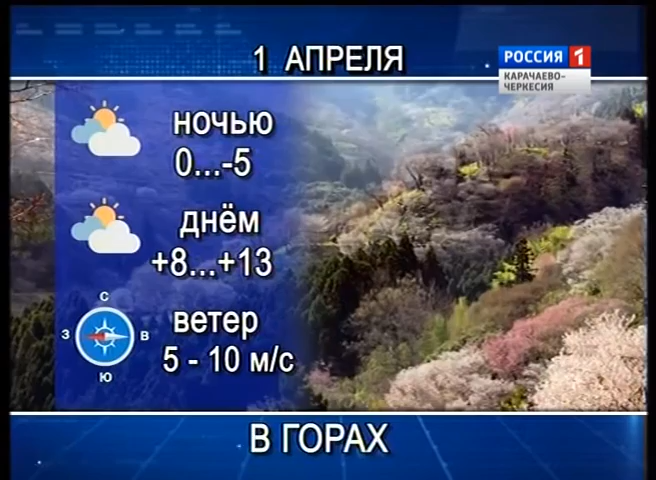 1 АПРЕЛЯ
РОССИЯ 1
КАРАЧАЕВО-
ЧЕРКЕСИЯ
ночью
0...-5
днём
+8...+13
С
З В
Ю
ветер
5 - 10 м/с
В ГОРАХ